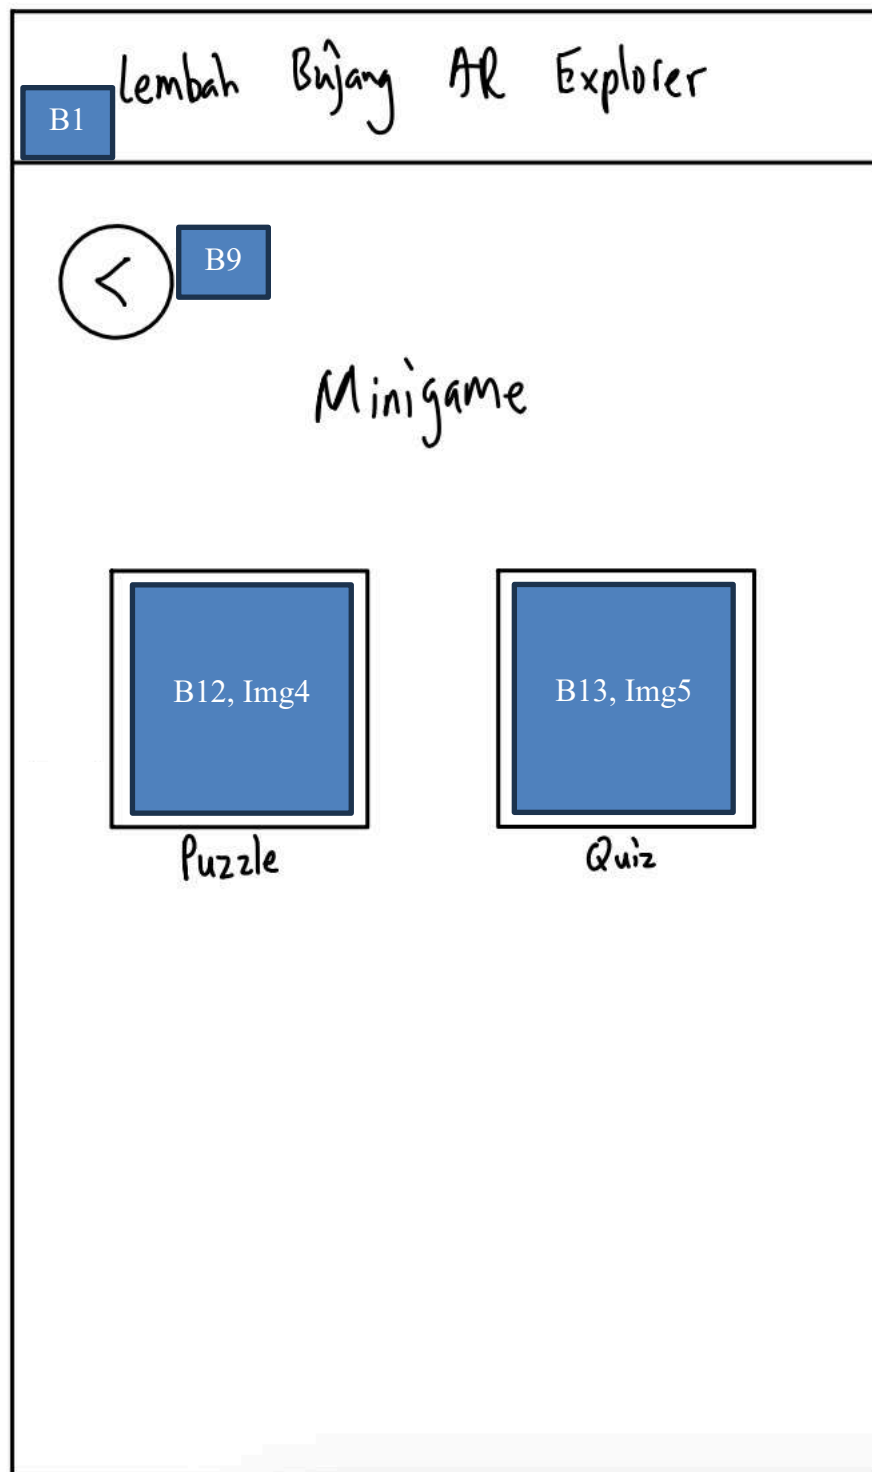 Lembah Bujang AR Explorer
B1
<
B9
Minigame
B12, Img4
B13, Img5
Puzzle
Quiz